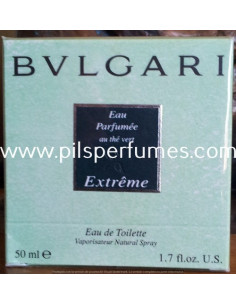 BVLGARI
Eau
Parfumée
au thé vert
www.pilsperfumes.com
Extrême
Eau de Toilette
Vaporisateur Natural Spray
50 ml e 1.7 fl.oz. U.S.